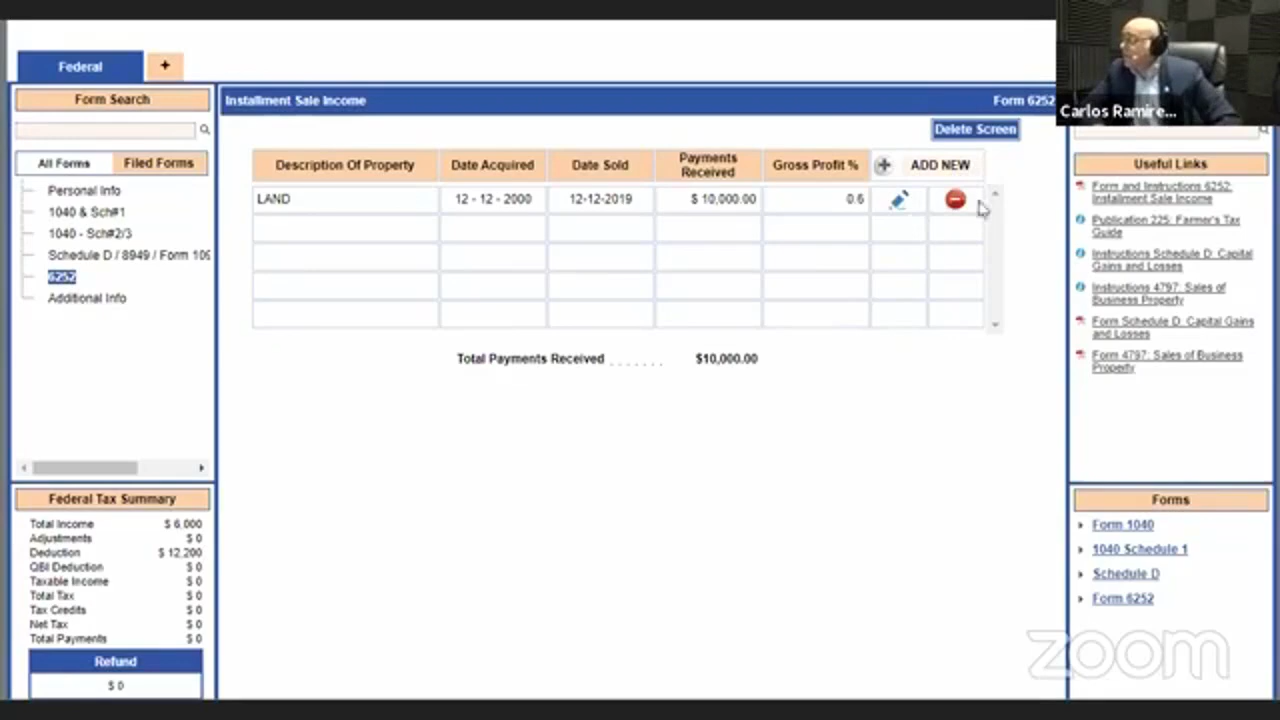 Federal
+
Form Search
All Forms
Filed Forms
Personal Info
1040 & Sch#1
1040 - Sch#2/3
Schedule D / 8949 / Form 109
6252
Additional Info
Federal Tax Summary
Total Income $ 6,000
Adjustments $ 0
Deduction $ 12,200
QBI Deduction $ 0
Taxable Income $ 0
Total Tax $ 0
Tax Credits $ 0
Net Tax $ 0
Total Payments $ 0
Refund
$ 0
Installment Sale Income
Form 6252
Delete Screen
Description Of Property
Date Acquired
Date Sold
Payments
Received
Gross Profit %
ADD NEW
LAND
12 - 12 - 2000
12-12-2019
$ 10,000.00
0.6
Total Payments Received ....... $10,000.00
Carlos Ramire...
Useful Links
Form and Instructions 6252:
Installment Sale Income
Publication 225: Farmer's Tax
Guide
Instructions Schedule D: Capital
Gains and Losses
Instructions 4797: Sales of
Business Property
Form Schedule D: Capital Gains
and Losses
Form 4797: Sales of Business
Property
Forms
Form 1040
1040 Schedule 1
Schedule D
Form 6252
zoom